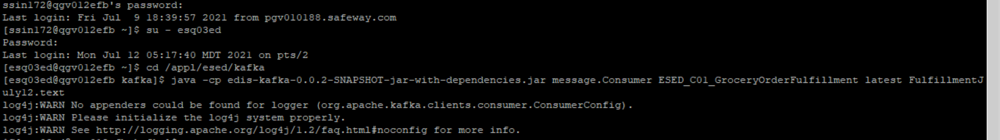 ssin172@qgv012efb's password:
Last login: Fri Jul  9 18:39:57 2021 from pgv010188.safeway.com
[ssin172@qgv012efb ~]$ su - esq03ed
Password:
Last login: Mon Jul 12 05:17:40 MDT 2021 on pts/2
[esq03ed@qgv012efb ~]$ cd /appl/esed/kafka
[esq03ed@qgv012efb kafka]$ java -cp edis-kafka-0.0.2-SNAPSHOT-jar-with-dependencies.jar message.Consumer ESED_C01_GroceryOrderFulfillment latest FulfillmentJ
uly12.text
log4j:WARN No appenders could be found for logger (org.apache.kafka.clients.consumer.ConsumerConfig).
log4j:WARN Please initialize the log4j system properly.
log4j:WARN See http://logging.apache.org/log4j/1.2/faq.html#noconfig for more info.